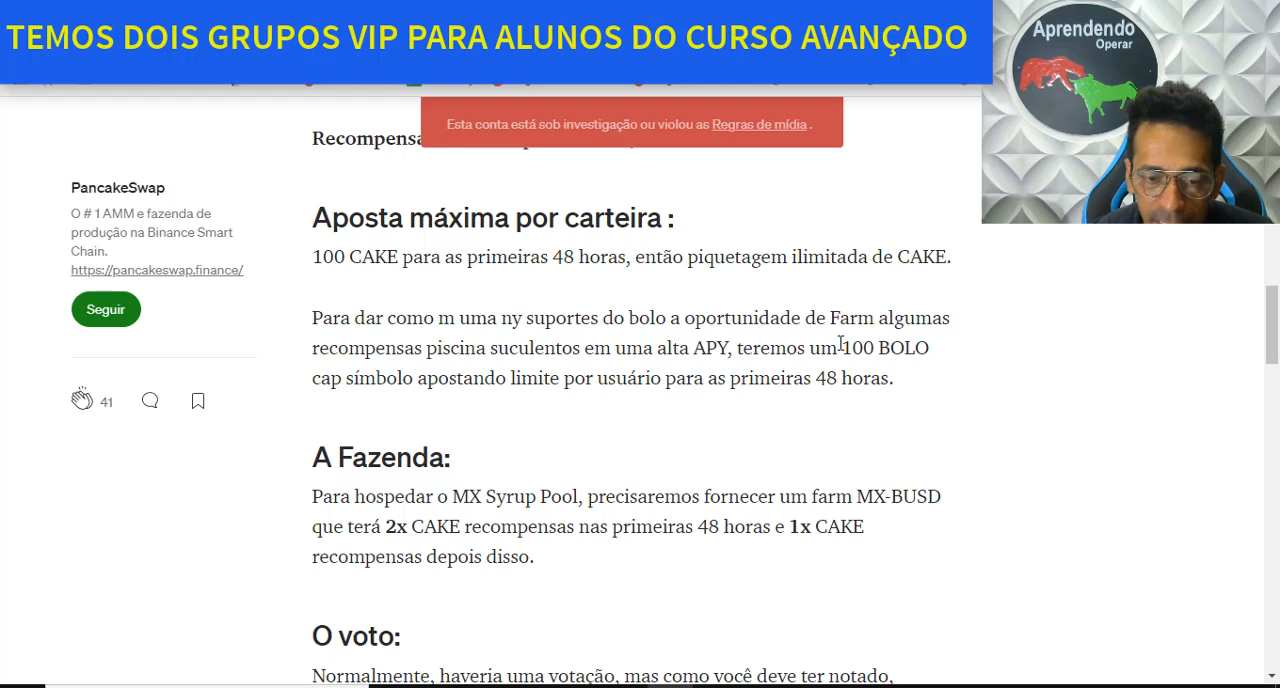 TEMOS DOIS GRUPOS VIP PARA ALUNOS DO CURSO AVANÇADO
Aprendendo
Operar
Esta conta está sob investigação ou violou as Regras de mídia .
Recompensa
PancakeSwap
O # 1 AMM e fazenda de
produção na Binance Smart
Chain.
https://pancakeswap.finance/
Seguir
41
Aposta máxima por carteira :
100 CAKE para as primeiras 48 horas, então piquetagem ilimitada de CAKE.
Para dar como m uma ny suportes do bolo a oportunidade de Farm algumas
recompensas piscina suculentos em uma alta APY, teremos um 100 BOLO
cap símbolo apostando limite por usuário para as primeiras 48 horas.
A Fazenda:
Para hospedar o MX Syrup Pool, precisaremos fornecer um farm MX-BUSD
que terá 2x CAKE recompensas nas primeiras 48 horas e 1x CAKE
recompensas depois disso.
O voto:
Normalmente, haveria uma votação, mas como você deve ter notado,